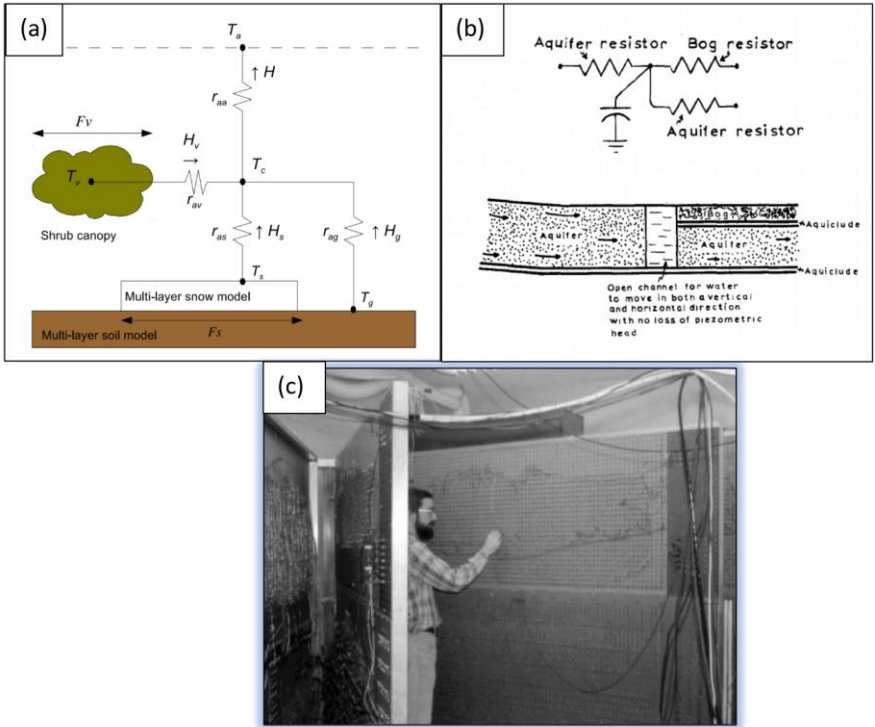 (a)
Ta
↑ H
raa
Fv
Hv
→
Tv
Tc
rav
Shrub canopy
ras
↑ Hs
rag
↑ Hg
Ts
Multi-layer snow model
Tg
Fs
Multi-layer soil model
(b)
Aquifer resistor
Bog resistor
Aquifer resistor
Aquifer
Aquiclude
Aquifer
Aquiclude
Open channel for water
to move in both a vertical
and horizontal direction
with no loss of piezometric
head
(c)